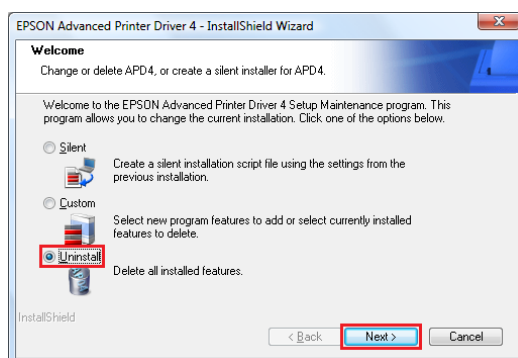 EPSON Advanced Printer Driver 4 - InstallShield Wizard
Welcome
Change or delete APD4, or create a silent installer for APD4.
Welcome to the EPSON Advanced Printer Driver 4 Setup Maintenance program. This
program allows you to change the current installation. Click one of the options below.
Silent
Create a silent installation script file using the settings from the
previous installation.
Custom
Select new program features to add or select currently installed
features to delete.
Uninstall
Delete all installed features.
InstallShield
< Back Next > Cancel